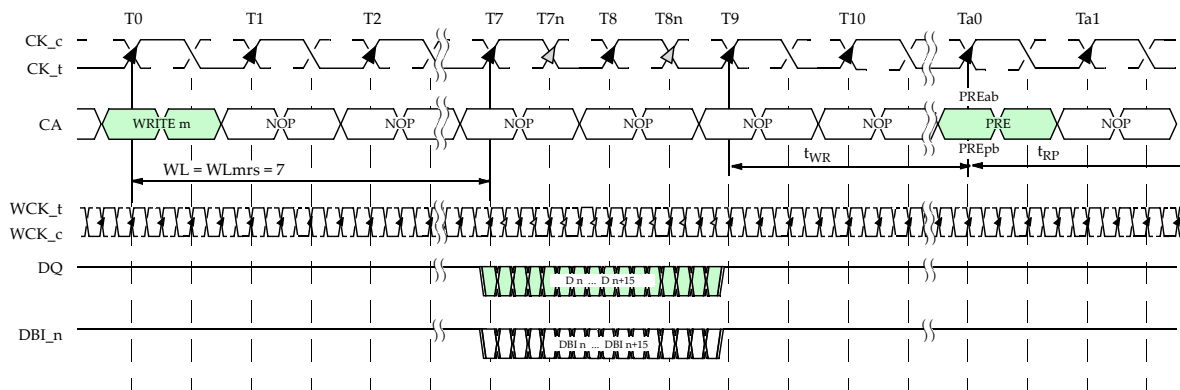 T0 T1 T2 T7 T7n T8 T8n T9 T10 Ta0 Ta1
CK_c
CK_t
PREab
CA WRITE m NOP NOP NOP NOP NOP NOP PRE NOP
PREpb
WL = WLmrs = 7 tWR tRP
WCK_t
WCK_c
DQ D n ... D n+15
DBI_n DBI n ... DBI n+15